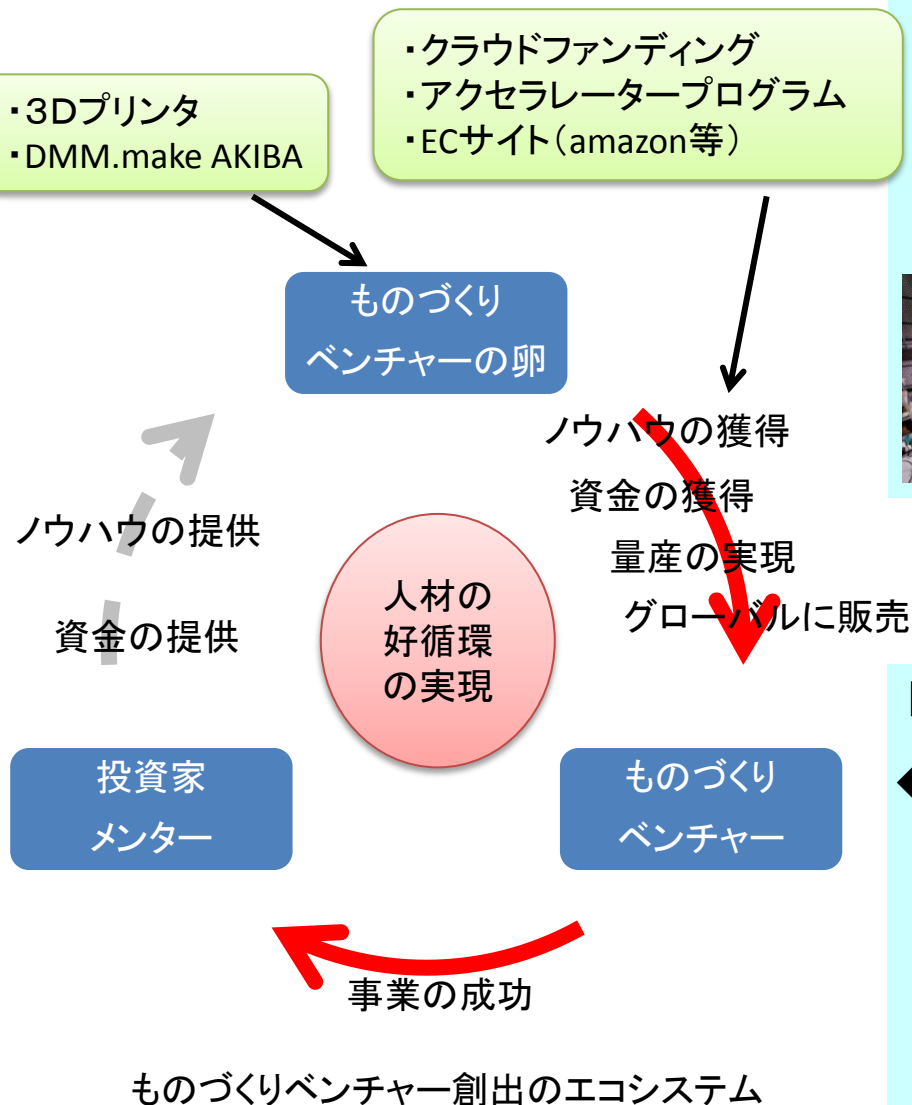 ・3Dプリンタ
・DMM.make AKIBA
・クラウドファンディング
・アクセラレータープログラム
・ECサイト（amazon等）
ものづくり
ベンチャーの卵
ノウハウの獲得
資金の獲得
量産の実現
グローバルに販売
ノウハウの提供
資金の提供
人材の
好循環
の実現
投資家
メンター
ものづくり
ベンチャー
事業の成功
ものづくりベンチャー創出のエコシステム